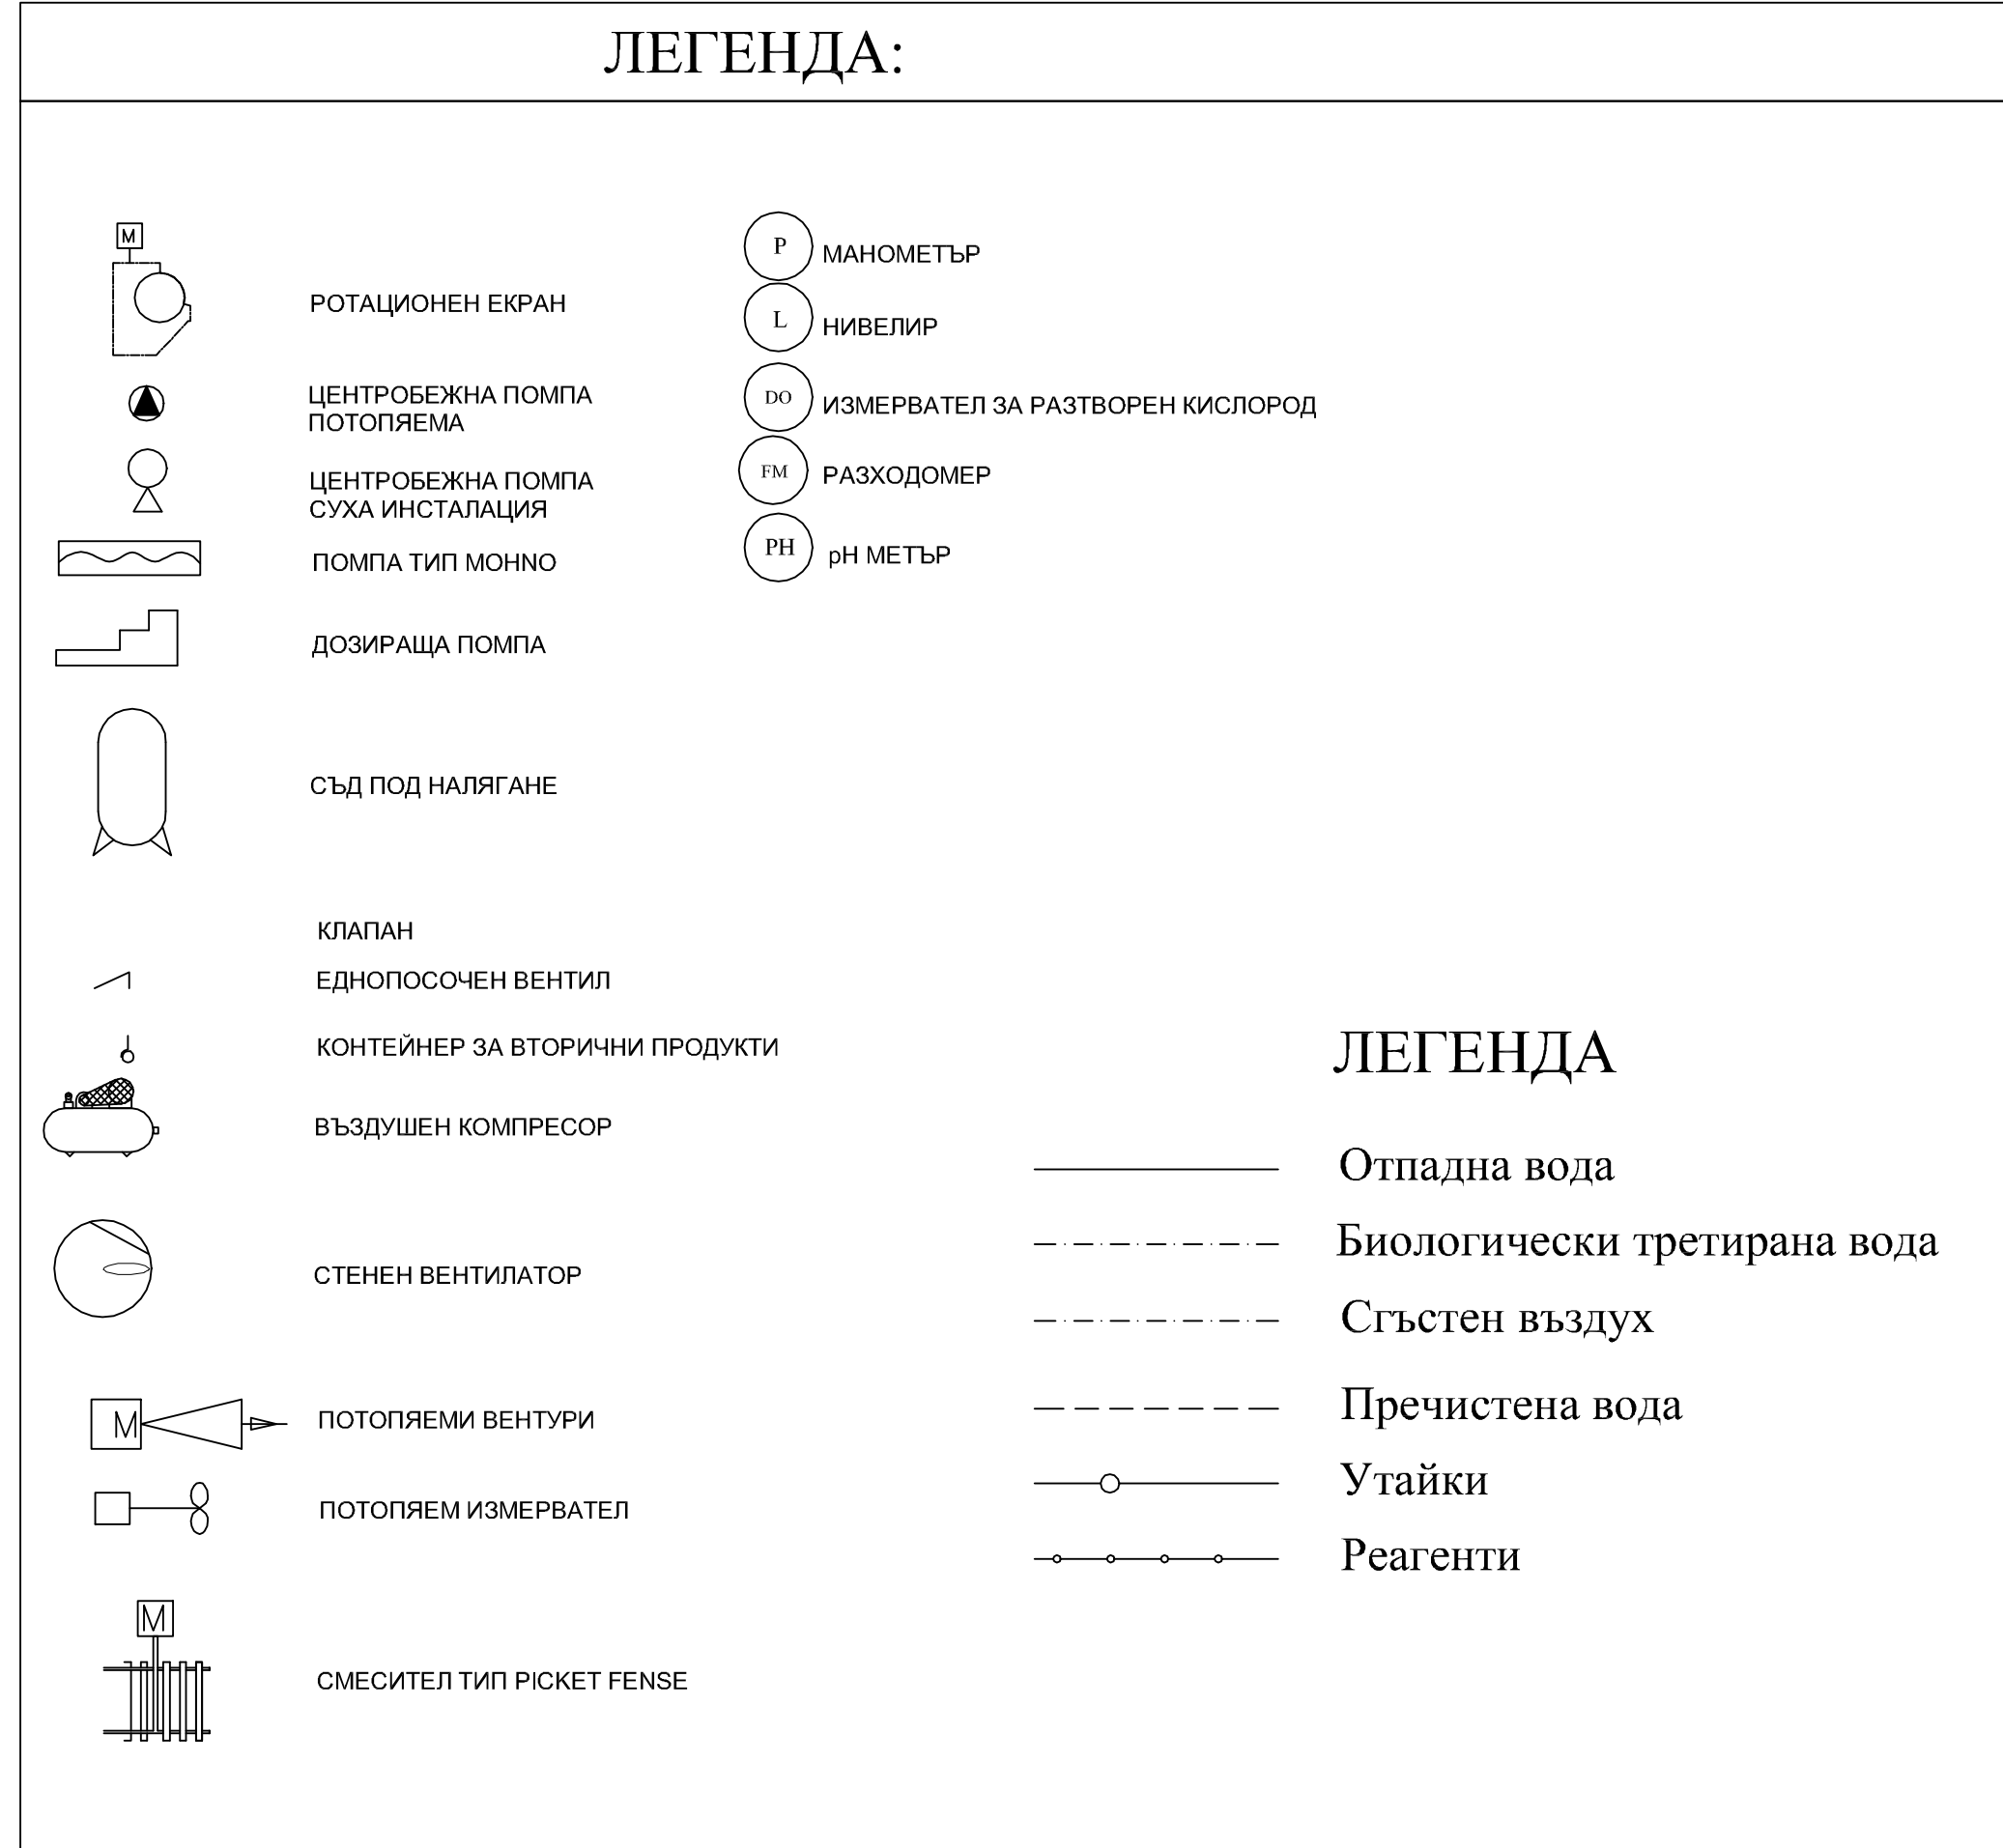 ЛЕГЕНДА:
M
РОТАЦИОНЕН ЕКРАН
ЦЕНТРОБЕЖНА ПОМПА
ПОТОПЯЕМА
ЦЕНТРОБЕЖНА ПОМПА
СУХА ИНСТАЛАЦИЯ
ПОМПА ТИП MOHNO
ДОЗИРАЩА ПОМПА
СЪД ПОД НАЛЯГАНЕ
КЛАПАН
ЕДНОПОСОЧЕН ВЕНТИЛ
КОНТЕЙНЕР ЗА ВТОРИЧНИ ПРОДУКТИ
ВЪЗДУШЕН КОМПРЕСОР
СТЕНЕН ВЕНТИЛАТОР
M ПОТОПЯЕМИ ВЕНТУРИ
ПОТОПЯЕМ ИЗМЕРВАТЕЛ
M
СМЕСИТЕЛ ТИП PICKET FENSE
P МАНОМЕТЪР
L НИВЕЛИР
DO ИЗМЕРВАТЕЛ ЗА РАЗТВОРЕН КИСЛОРОД
FM РАЗХОДОМЕР
PH pH МЕТЪР
ЛЕГЕНДА
Отпадна вода
Биологически третирана вода
Сгъстен въздух
Пречистена вода
Утайки
Реагенти